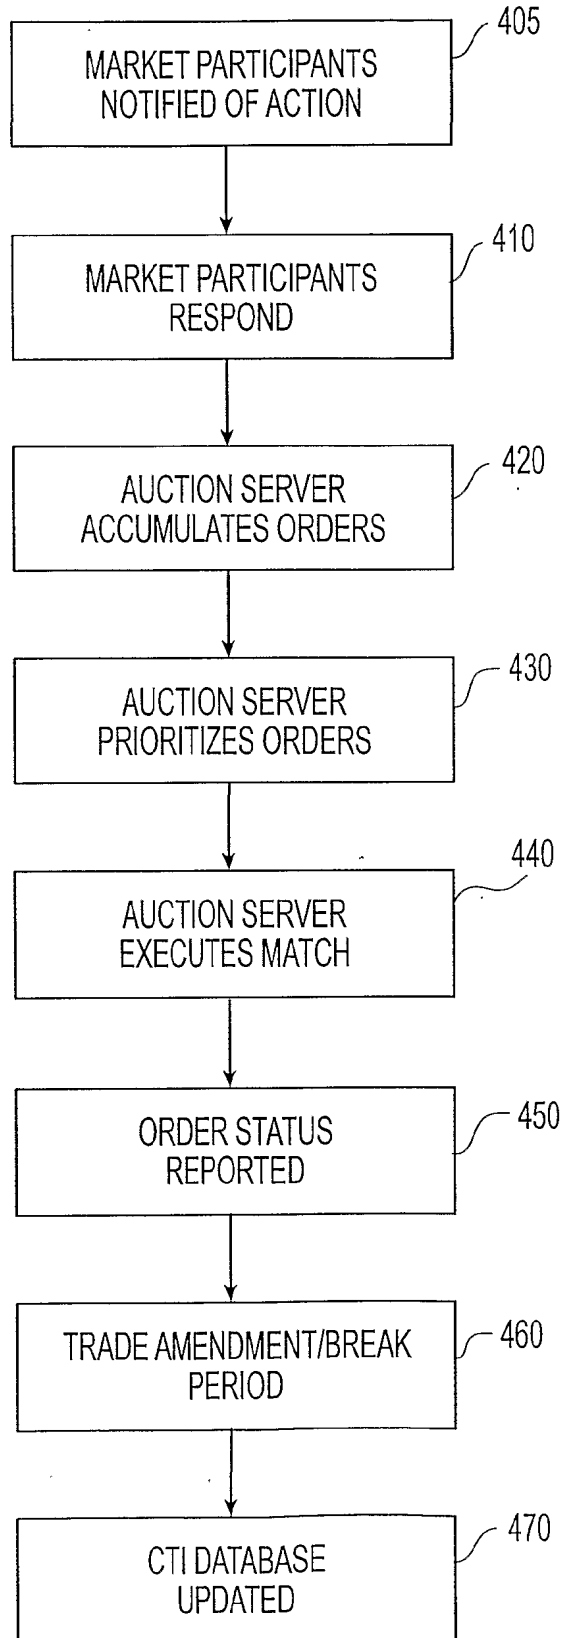 405
MARKET PARTICIPANTS
NOTIFIED OF ACTION
410
MARKET PARTICIPANTS
RESPOND
420
AUCTION SERVER
ACCUMULATES ORDERS
430
AUCTION SERVER
PRIORITIZES ORDERS
440
AUCTION SERVER
EXECUTES MATCH
450
ORDER STATUS
REPORTED
460
TRADE AMENDMENT/BREAK
PERIOD
470
CTI DATABASE
UPDATED